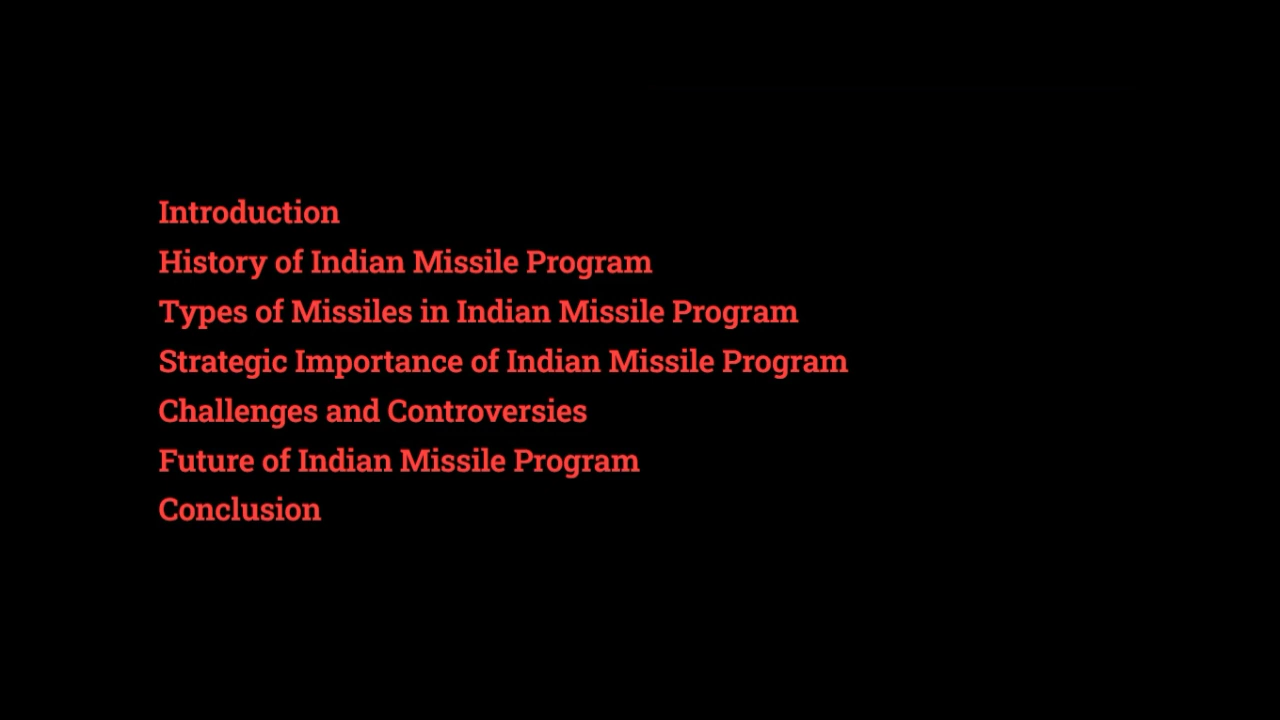 Introduction
History of Indian Missile Program
Types of Missiles in Indian Missile Program
Strategic Importance of Indian Missile Program
Challenges and Controversies
Future of Indian Missile Program
Conclusion